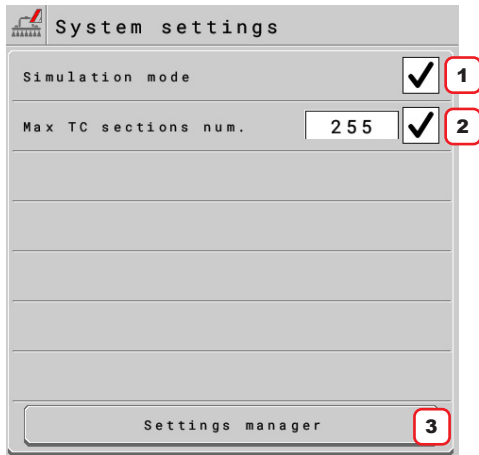 System settings
Simulation mode 1
Max TC sections num. 255 2
Settings manager 3